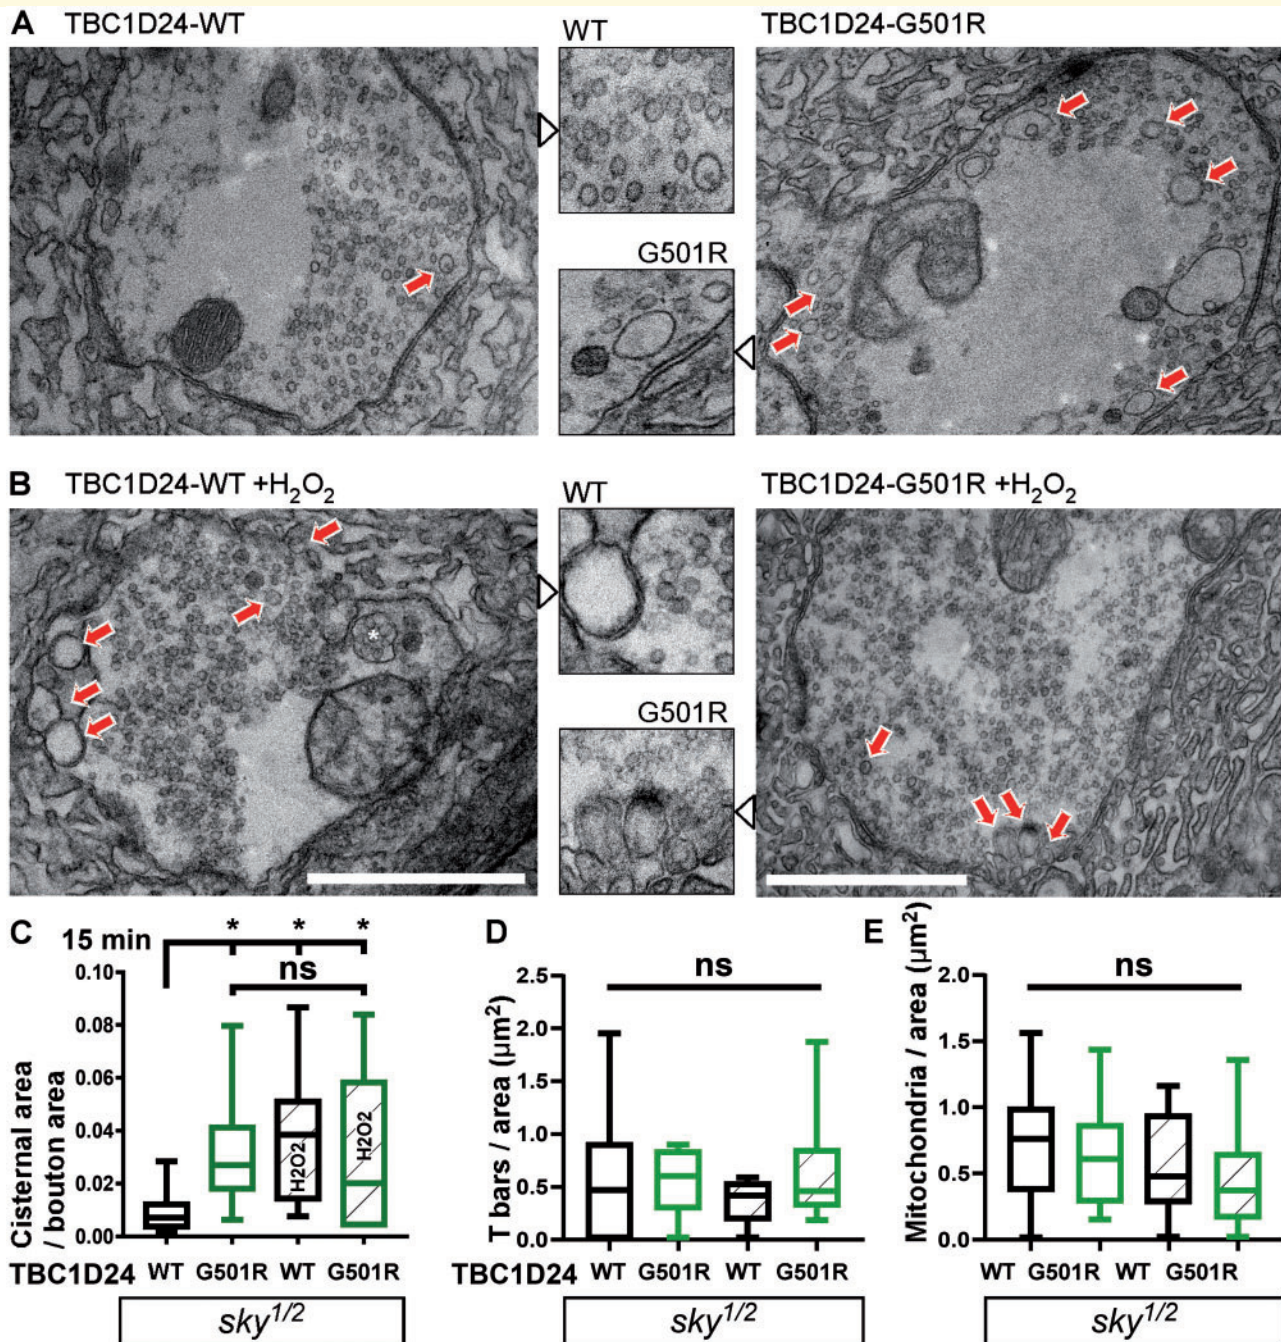 A TBC1D24-WT
WT
TBC1D24-G501R
G501R
B TBC1D24-WT +H₂O₂
*
WT
TBC1D24-G501R +H₂O₂
G501R
C
15 min
* * *
ns
Cisternal area
/ bouton area
0.10
0.08
0.06
0.04
0.02
0.00
H2O2
H2O2
TBC1D24 WT G501R WT G501R
sky1/2
D
ns
T bars / area (µm²)
2.5
2.0
1.5
1.0
0.5
0.0
TBC1D24 WT G501R WT G501R
sky1/2
E
ns
Mitochondria / area (µm²)
2.0
1.5
1.0
0.5
0.0
WT G501R WT G501R
sky1/2